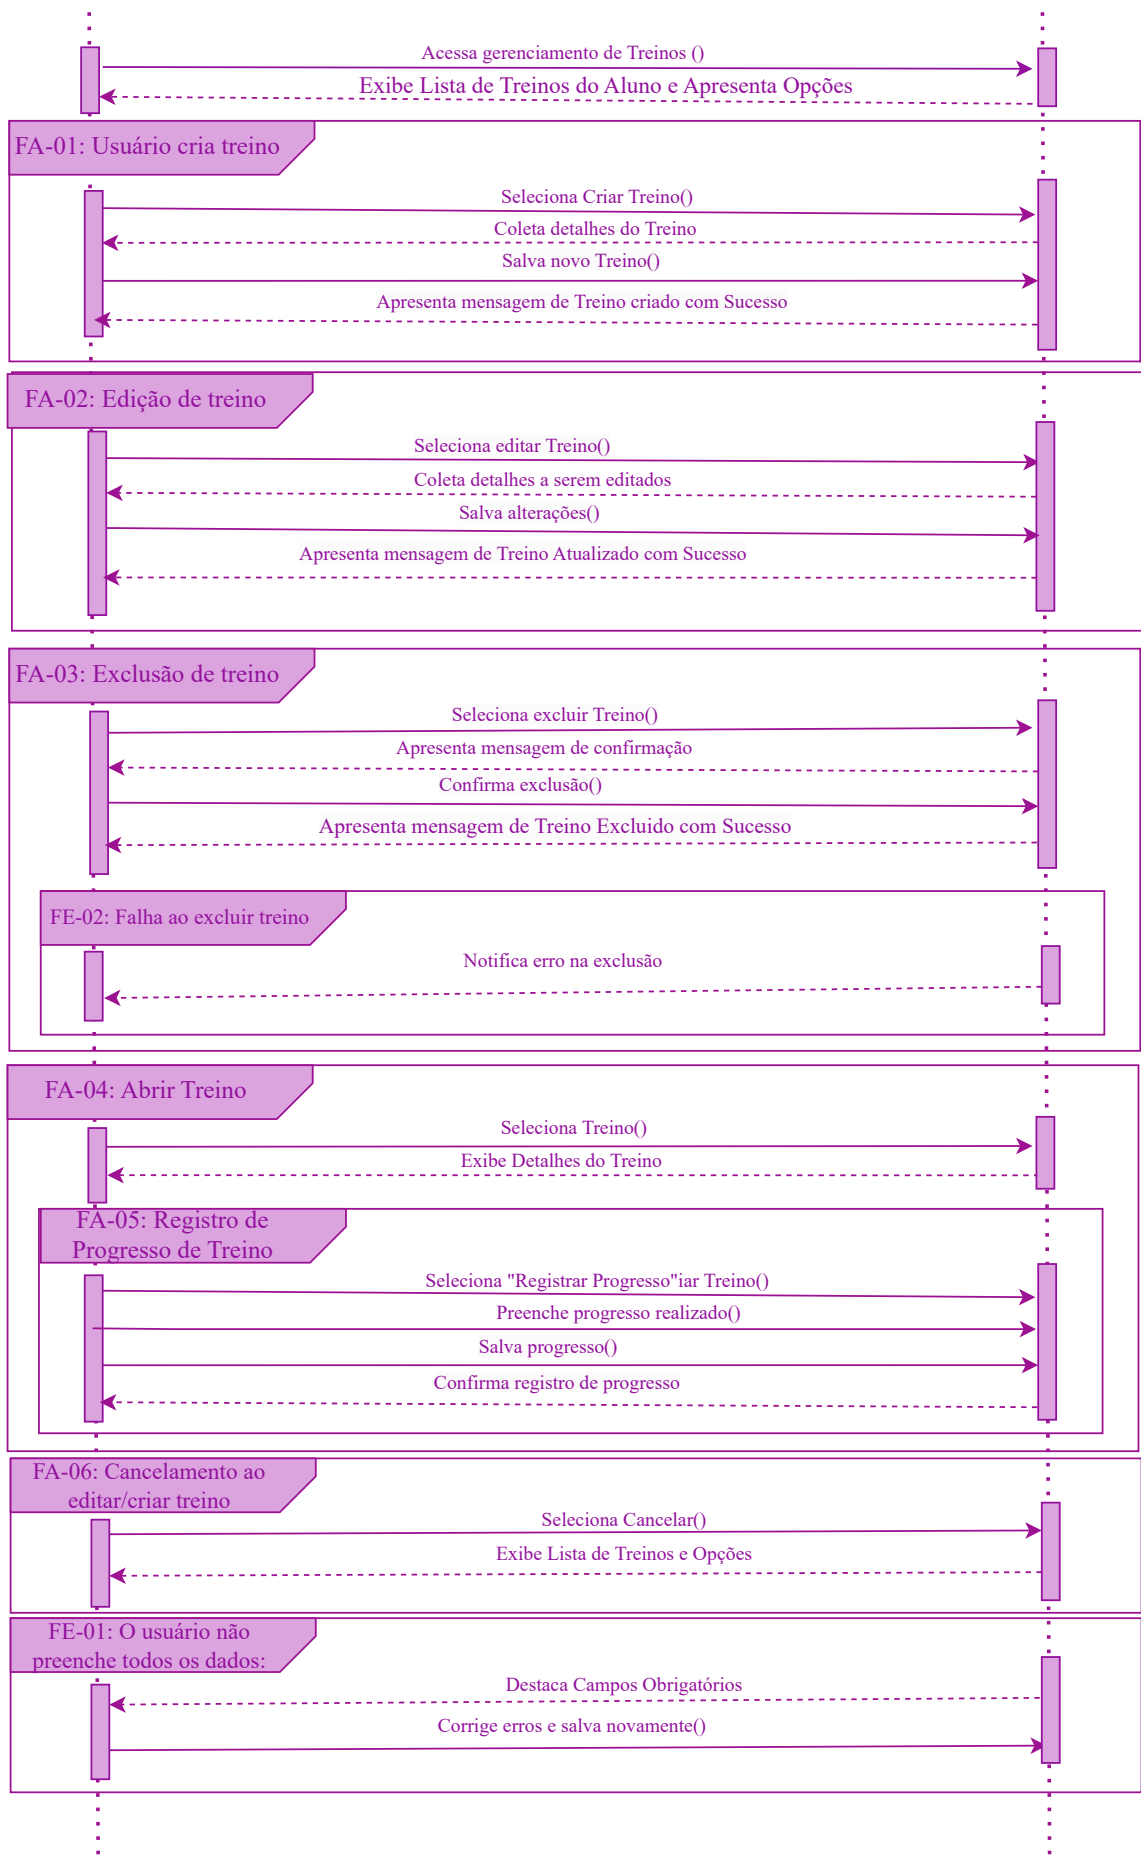 Acessa gerenciamento de Treinos ()
Exibe Lista de Treinos do Aluno e Apresenta Opções
FA-01: Usuário cria treino
Seleciona Criar Treino()
Coleta detalhes do Treino
Salva novo Treino()
Apresenta mensagem de Treino criado com Sucesso
FA-02: Edição de treino
Seleciona editar Treino()
Coleta detalhes a serem editados
Salva alterações()
Apresenta mensagem de Treino Atualizado com Sucesso
FA-03: Exclusão de treino
Seleciona excluir Treino()
Apresenta mensagem de confirmação
Confirma exclusão()
Apresenta mensagem de Treino Excluido com Sucesso
FE-02: Falha ao excluir treino
Notifica erro na exclusão
FA-04: Abrir Treino
Seleciona Treino()
Exibe Detalhes do Treino
FA-05: Registro de
Progresso de Treino
Seleciona "Registrar Progresso"iar Treino()
Preenche progresso realizado()
Salva progresso()
Confirma registro de progresso
FA-06: Cancelamento ao
editar/criar treino
Seleciona Cancelar()
Exibe Lista de Treinos e Opções
FE-01: O usuário não
preenche todos os dados:
Destaca Campos Obrigatórios
Corrige erros e salva novamente()